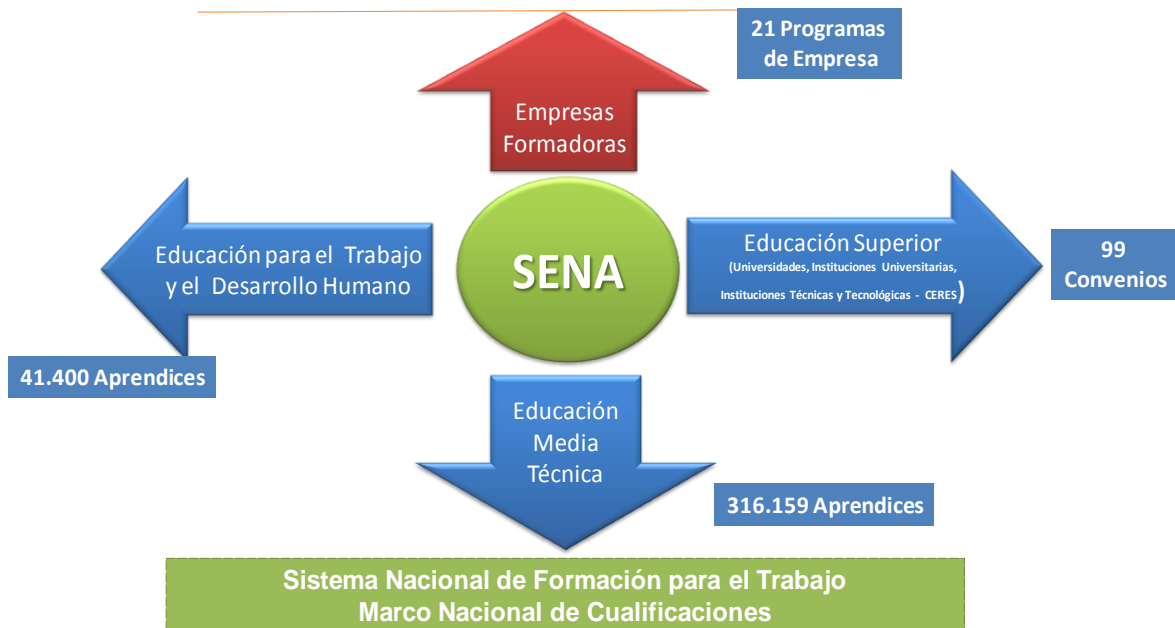 21 Programas
de Empresa
Empresas
Formadoras
Educación para el Trabajo
y el Desarrollo Humano
SENA
Educación Superior
(Universidades, Instituciones Universitarias,
Instituciones Técnicas y Tecnológicas - CERES)
99
Convenios
41.400 Aprendices
Educación
Media
Técnica
316.159 Aprendices
Sistema Nacional de Formación para el Trabajo
Marco Nacional de Cualificaciones